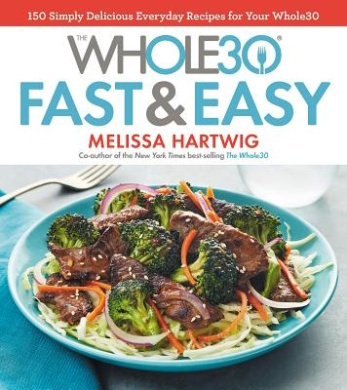 150 Simply Delicious Everyday Recipes for Your Whole30
THE
WHOLE30®
FAST & EASY
MELISSA HARTWIG
Co-author of the New York Times best-selling The Whole30